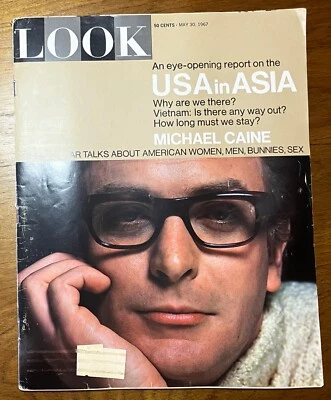 LOOK
50 CENTS · MAY 30, 1967
An eye-opening report on the
USA in ASIA
Why are we there?
Vietnam: Is there any way out?
How long must we stay?
MICHAEL CAINE
AR TALKS ABOUT AMERICAN WOMEN, MEN, BUNNIES, SEX